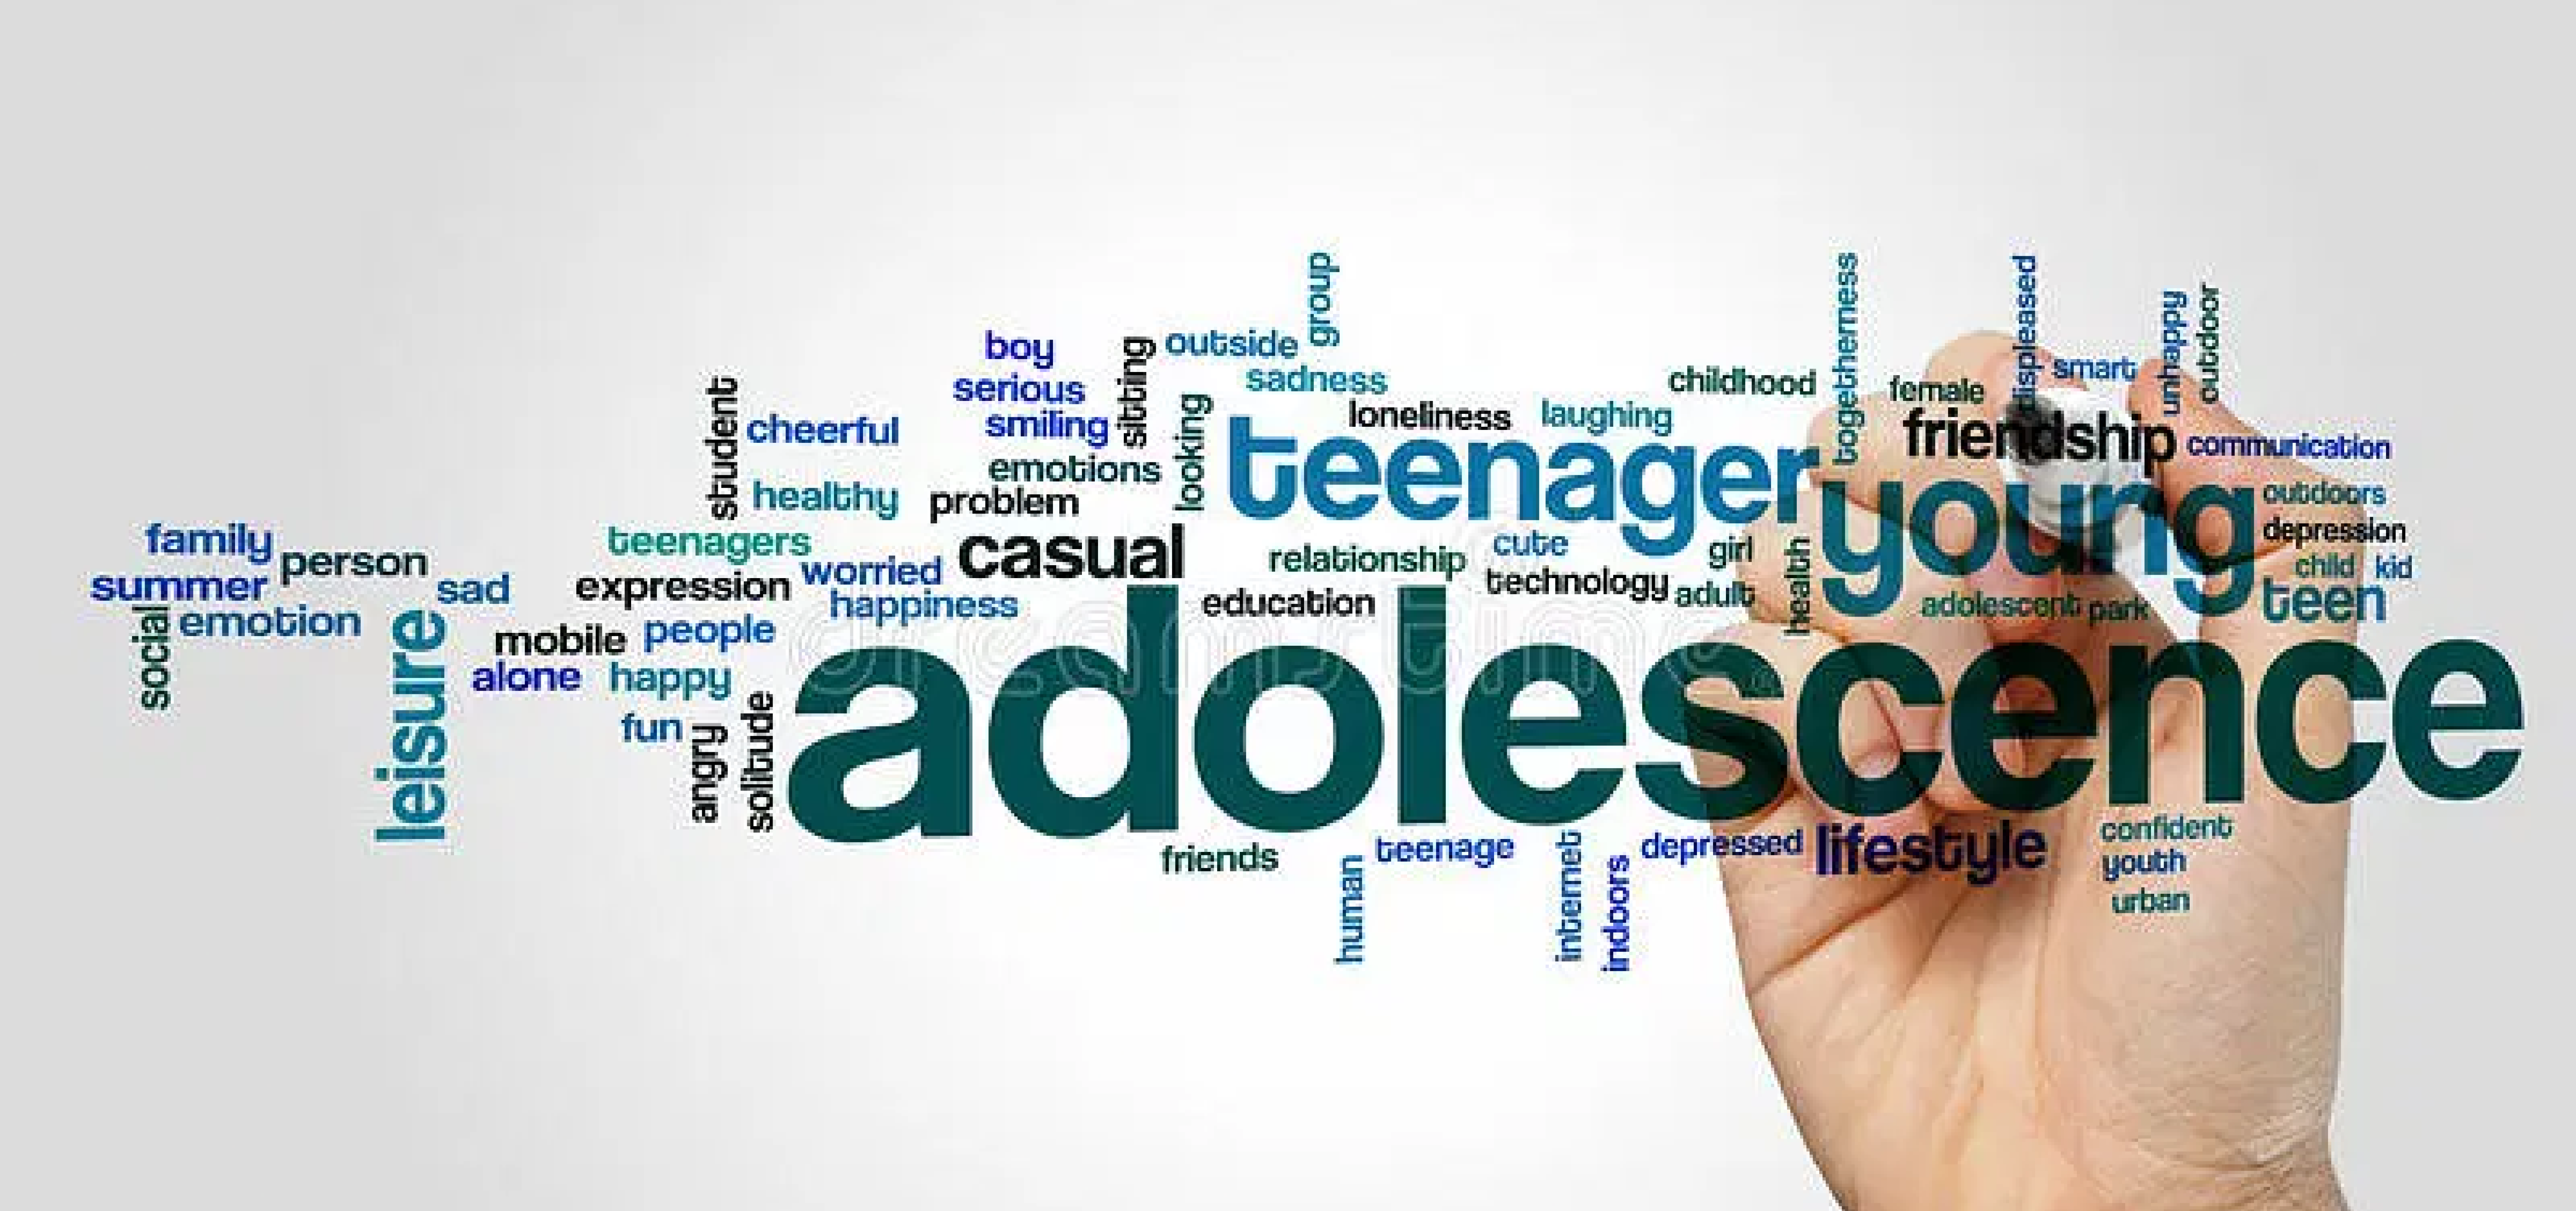 group
togetherness
displeased
unhappy
outdoor
boy
sitting
outside
smart
student
serious
sadness
childhood
female
cheerful
smiling
looking
loneliness
laughing
friendship
communication
emotions
teenager
healthy
problem
young
outdoors
family
person
teenagers
casual
relationship
cute
girl
health
depression
summer
sad
expression
worried
technology
adult
child
kid
social
emotion
happiness
education
adolescent
park
teen
leisure
mobile
people
dreamstime
alone
happy
adolescence
fun
angry
solitude
friends
human
teenage
internet
indoors
depressed
lifestyle
confident
youth
urban